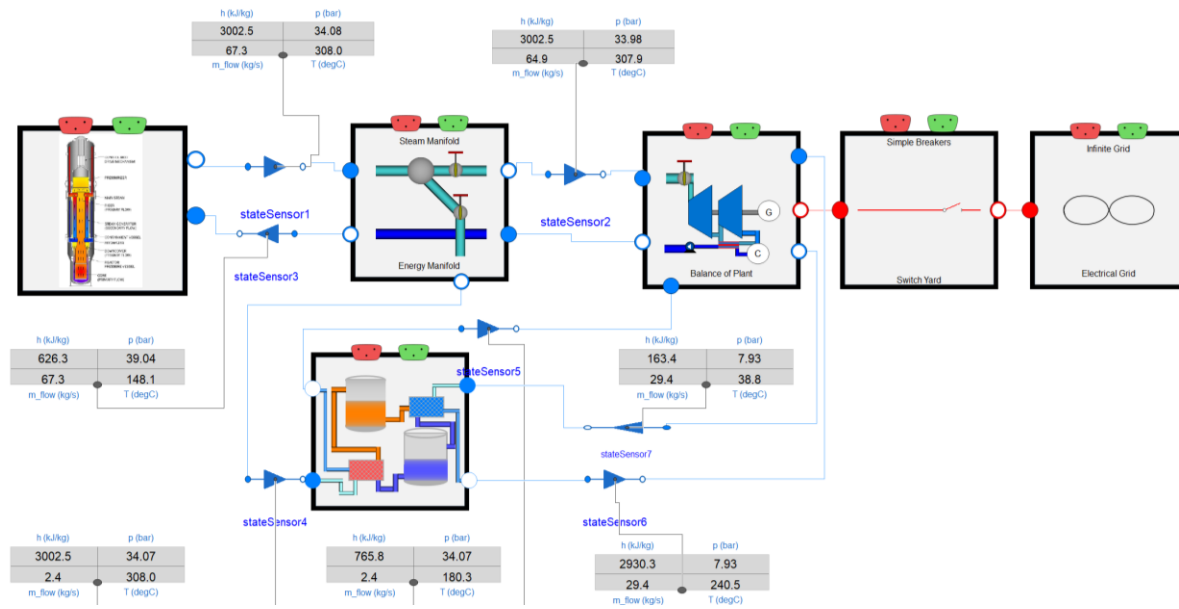 h (kJ/kg) p (bar)
3002.5 34.08
67.3 308.0
m_flow (kg/s) T (degC)
h (kJ/kg) p (bar)
3002.5 33.98
64.9 307.9
m_flow (kg/s) T (degC)
Steam Manifold
Energy Manifold
G
C
Balance of Plant
Simple Breakers
Switch Yard
Infinite Grid
Electrical Grid
stateSensor1
stateSensor2
stateSensor3
h (kJ/kg) p (bar)
626.3 39.04
67.3 148.1
m_flow (kg/s) T (degC)
stateSensor5
h (kJ/kg) p (bar)
163.4 7.93
29.4 38.8
m_flow (kg/s) T (degC)
stateSensor7
stateSensor4
stateSensor6
h (kJ/kg) p (bar)
3002.5 34.07
2.4 308.0
m_flow (kg/s) T (degC)
h (kJ/kg) p (bar)
765.8 34.07
2.4 180.3
m_flow (kg/s) T (degC)
h (kJ/kg) p (bar)
2930.3 7.93
29.4 240.5
m_flow (kg/s) T (degC)